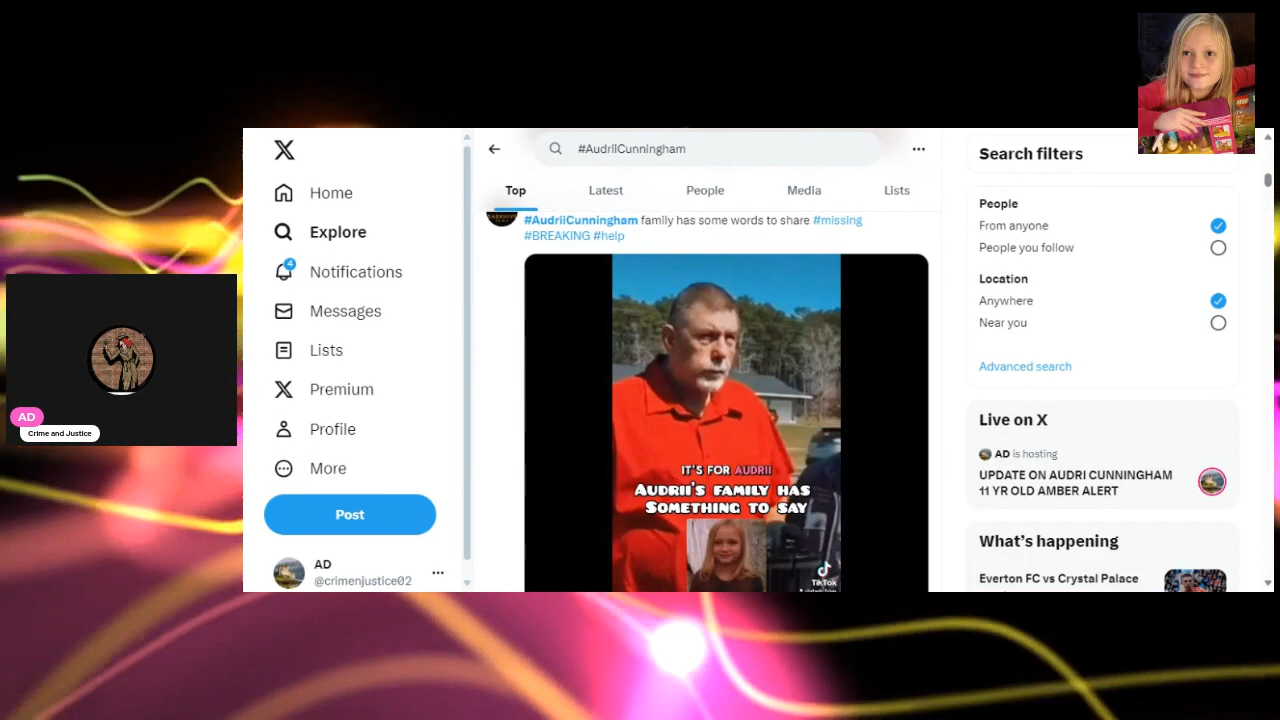 AD
Crime and Justice
Home
Explore
4
Notifications
Messages
Lists
Premium
Profile
More
Post
AD
@crimenjustice02
#AudriiCunningham
Top
Latest
People
Media
Lists
#AudriiCunningham family has some words to share #missing
#BREAKING #help
IT'S FOR AUDRII
AUDRII'S FAMILY HAS
SOMETHING TO SAY
TikTok
Search filters
People
From anyone
People you follow
Location
Anywhere
Near you
Advanced search
Live on X
AD is hosting
UPDATE ON AUDRI CUNNINGHAM
11 YR OLD AMBER ALERT
What's happening
Everton FC vs Crystal Palace